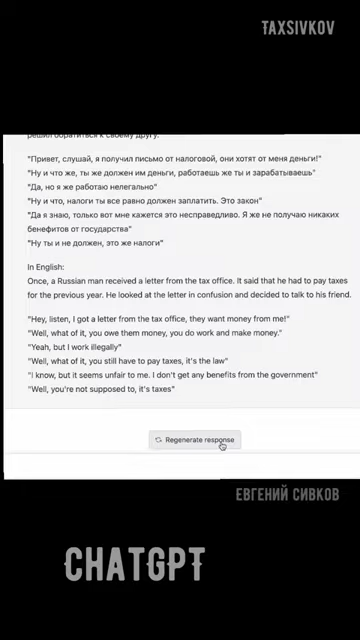 TAXSIVKOV
решил обратиться к своему другу.
"Привет, слушай, я получил письмо от налоговой, они хотят от меня деньги!"
"Ну и что же, ты же должен им деньги, работаешь же ты и зарабатываешь"
"Да, но я же работаю нелегально"
"Ну и что, налоги ты все равно должен заплатить. Это закон"
"Да я знаю, только вот мне кажется это несправедливо. Я же не получаю никаких
бенефитов от государства"
"Ну ты и не должен, это же налоги"
In English:
Once, a Russian man received a letter from the tax office. It said that he had to pay taxes
for the previous year. He looked at the letter in confusion and decided to talk to his friend.
"Hey, listen, I got a letter from the tax office, they want money from me!"
"Well, what of it, you owe them money, you do work and make money."
"Yeah, but I work illegally"
"Well, what of it, you still have to pay taxes, it's the law"
"I know, but it seems unfair to me. I don't get any benefits from the government"
"Well, you're not supposed to, it's taxes"
Regenerate response
ЕВГЕНИЙ СИВКОВ
CHATGPT